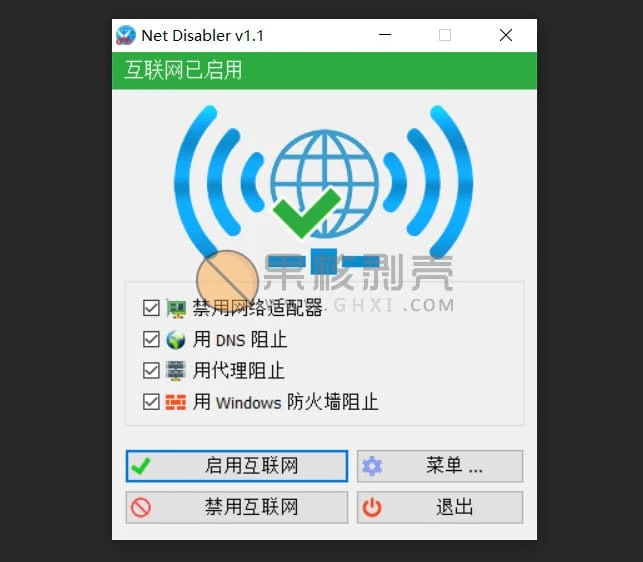 Net Disabler v1.1
互联网已启用
果核剥壳
WWW.GHXI.COM
禁用网络适配器
用 DNS 阻止
用代理阻止
用 Windows 防火墙阻止
启用互联网
菜单 ...
禁用互联网
退出